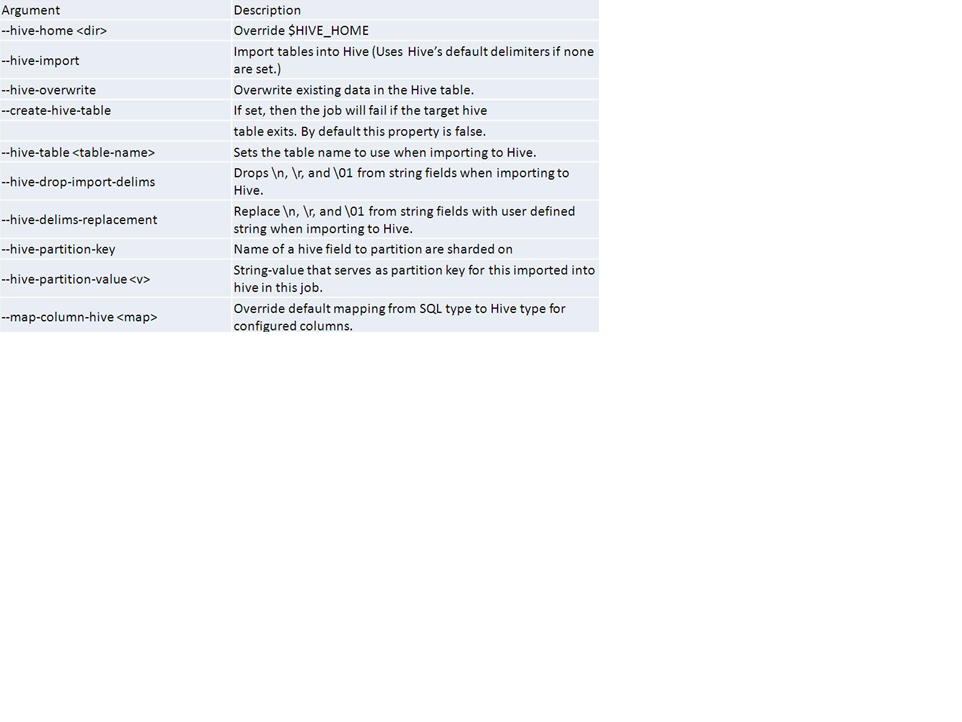 Argument Description
--hive-home <dir> Override $HIVE_HOME
--hive-import Import tables into Hive (Uses Hive’s default delimiters if none
are set.)
--hive-overwrite Overwrite existing data in the Hive table.
--create-hive-table If set, then the job will fail if the target hive
table exits. By default this property is false.
--hive-table <table-name> Sets the table name to use when importing to Hive.
--hive-drop-import-delims Drops \n, \r, and \01 from string fields when importing to
Hive.
--hive-delims-replacement Replace \n, \r, and \01 from string fields with user defined
string when importing to Hive.
--hive-partition-key Name of a hive field to partition are sharded on
--hive-partition-value <v> String-value that serves as partition key for this imported into
hive in this job.
--map-column-hive <map> Override default mapping from SQL type to Hive type for
configured columns.